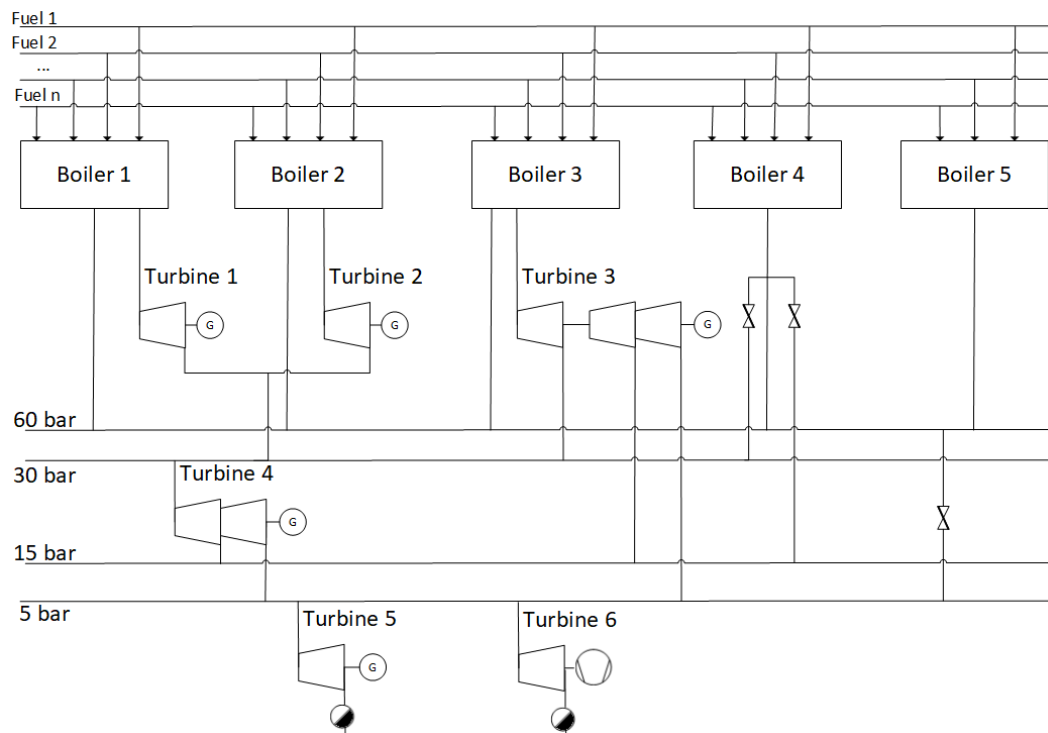 Fuel 1
Fuel 2
...
Fuel n
Boiler 1
Boiler 2
Boiler 3
Boiler 4
Boiler 5
Turbine 1
Turbine 2
Turbine 3
G
G
G
60 bar
30 bar
Turbine 4
G
15 bar
5 bar
Turbine 5
Turbine 6
G